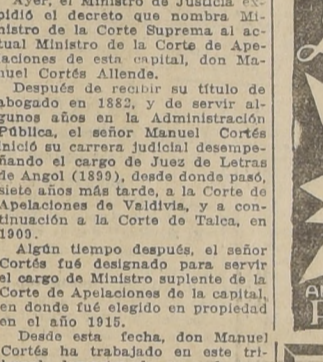 Ayer, el Ministro de Justicia ex-
pidió el decreto que nombra Mi-
nistro de la Corte Suprema al ac-
tual Ministro de la Corte de Ape-
laciones de esta capital, don Ma-
nuel Cortés Allende.
Después de recibir su título de
abogado en 1882, y de servir al-
gunos años en la Administración
Pública, el señor Manuel Cortés
inició su carrera judicial desempe-
ñando el cargo de Juez de Letras
de Angol (1899), desde donde pasó,
siete años más tarde, a la Corte de
Apelaciones de Valdivia, y a con-
tinuación a la Corte de Talca, en
1909.
Algún tiempo después, el señor
Cortés fué designado para servir
el cargo de Ministro suplente de la
Corte de Apelaciones de la capital,
en donde fué elegido en propiedad
en el año 1915.
Desde esta fecha, don Manuel
Cortés ha trabajado en este tri-